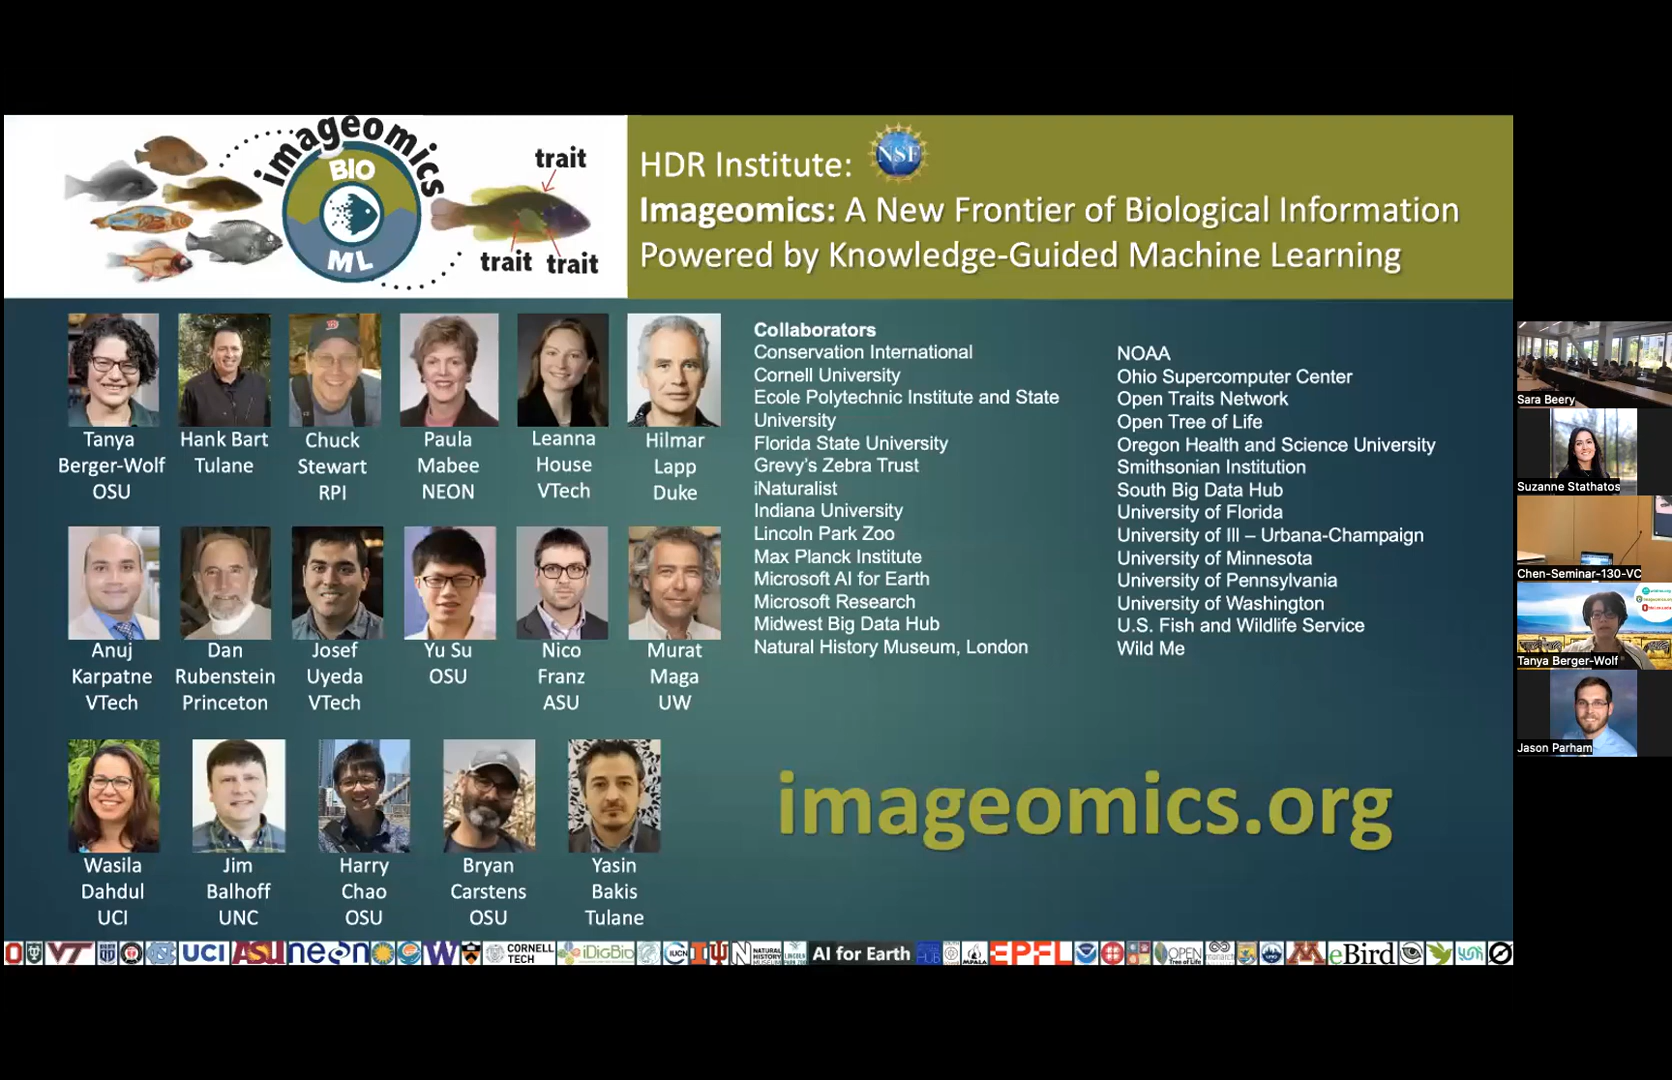 imageomics
BIO
ML
trait
trait trait
HDR Institute:
NSF
Imageomics: A New Frontier of Biological Information
Powered by Knowledge-Guided Machine Learning
Tanya
Berger-Wolf
OSU
Hank Bart
Tulane
Chuck
Stewart
RPI
Paula
Mabee
NEON
Leanna
House
VTech
Hilmar
Lapp
Duke
Anuj
Karpatne
VTech
Dan
Rubenstein
Princeton
Josef
Uyeda
VTech
Yu Su
OSU
Nico
Franz
ASU
Murat
Maga
UW
Wasila
Dahdul
UCI
Jim
Balhoff
UNC
Harry
Chao
OSU
Bryan
Carstens
OSU
Yasin
Bakis
Tulane
Collaborators
Conservation International
Cornell University
Ecole Polytechnic Institute and State
University
Florida State University
Grevy's Zebra Trust
iNaturalist
Indiana University
Lincoln Park Zoo
Max Planck Institute
Microsoft AI for Earth
Microsoft Research
Midwest Big Data Hub
Natural History Museum, London
NOAA
Ohio Supercomputer Center
Open Traits Network
Open Tree of Life
Oregon Health and Science University
Smithsonian Institution
South Big Data Hub
University of Florida
University of Ill – Urbana-Champaign
University of Minnesota
University of Pennsylvania
University of Washington
U.S. Fish and Wildlife Service
Wild Me
imageomics.org
UCI ASU neon W CORNELL TECH iDigBio IUCN I N NATURAL HISTORY MUSEUM AI for Earth MPALA EPFL OPEN Tree of Life M eBird
Sara Beery
Suzanne Stathatos
Chen-Seminar-130-VC
Tanya Berger-Wolf
Jason Parham